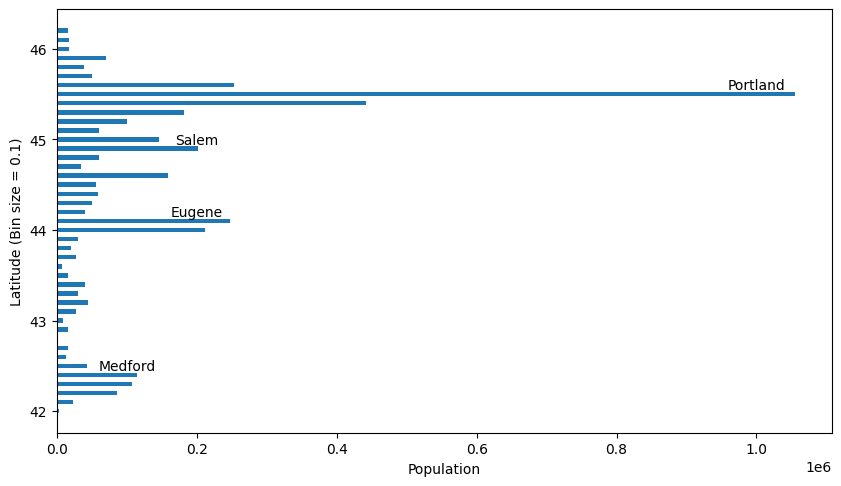 46
Portland
45
Salem
Eugene
44
43
Medford
42
Latitude (Bin size = 0.1)
0.0 0.2 0.4 0.6 0.8 1.0
1e6
Population